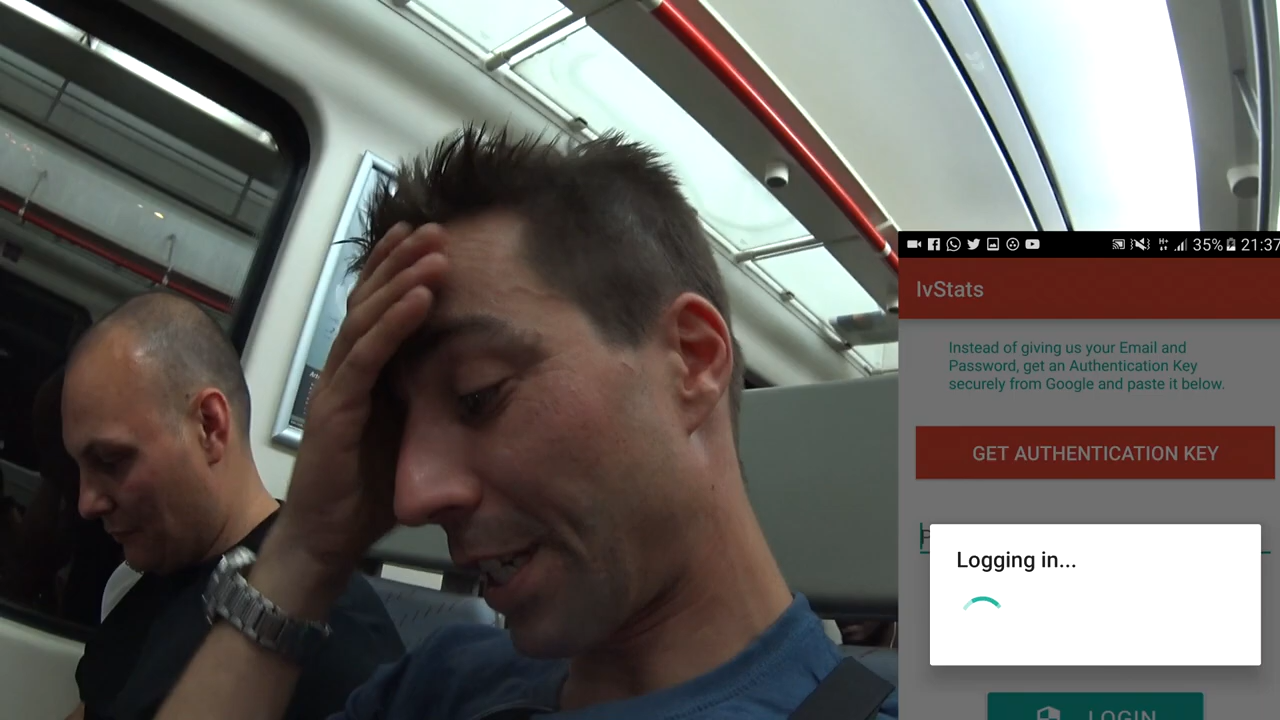 35% 21:37
IvStats
Instead of giving us your Email and
Password, get an Authentication Key
securely from Google and paste it below.
GET AUTHENTICATION KEY
Logging in...
LOGIN